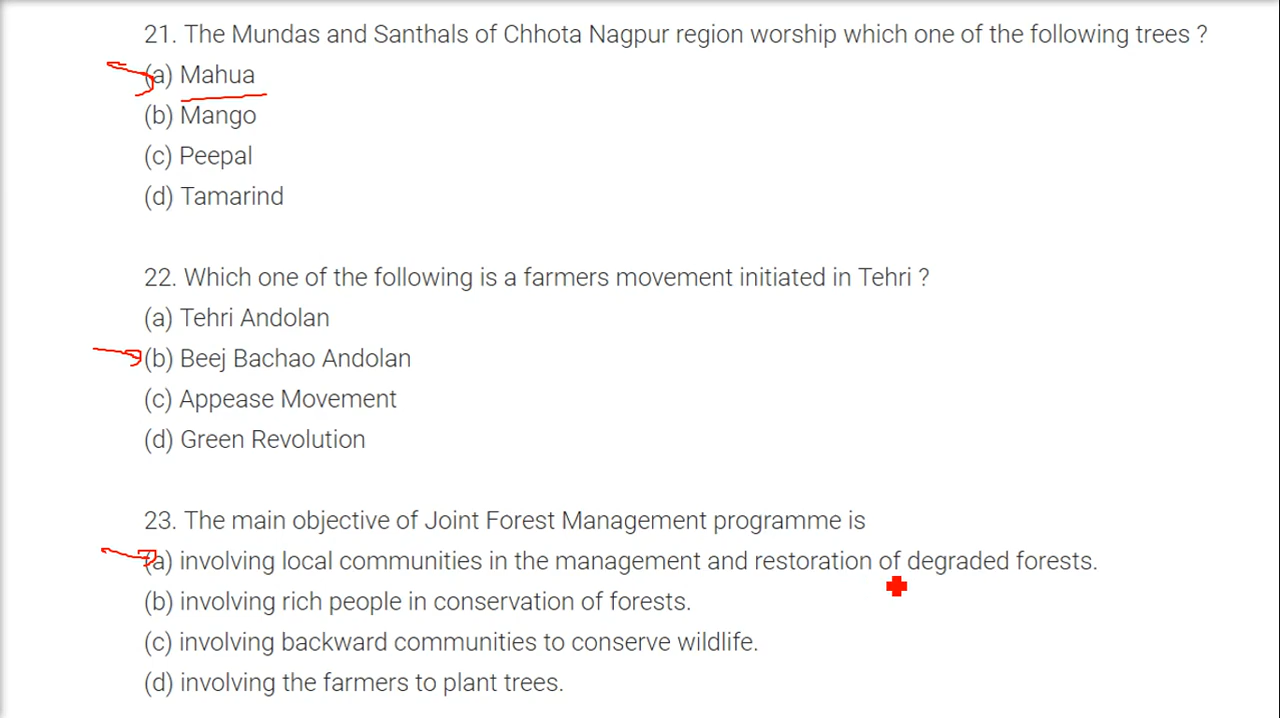 21. The Mundas and Santhals of Chhota Nagpur region worship which one of the following trees ?
(a) Mahua
(b) Mango
(c) Peepal
(d) Tamarind
22. Which one of the following is a farmers movement initiated in Tehri ?
(a) Tehri Andolan
(b) Beej Bachao Andolan
(c) Appease Movement
(d) Green Revolution
23. The main objective of Joint Forest Management programme is
(a) involving local communities in the management and restoration of degraded forests.
(b) involving rich people in conservation of forests.
(c) involving backward communities to conserve wildlife.
(d) involving the farmers to plant trees.